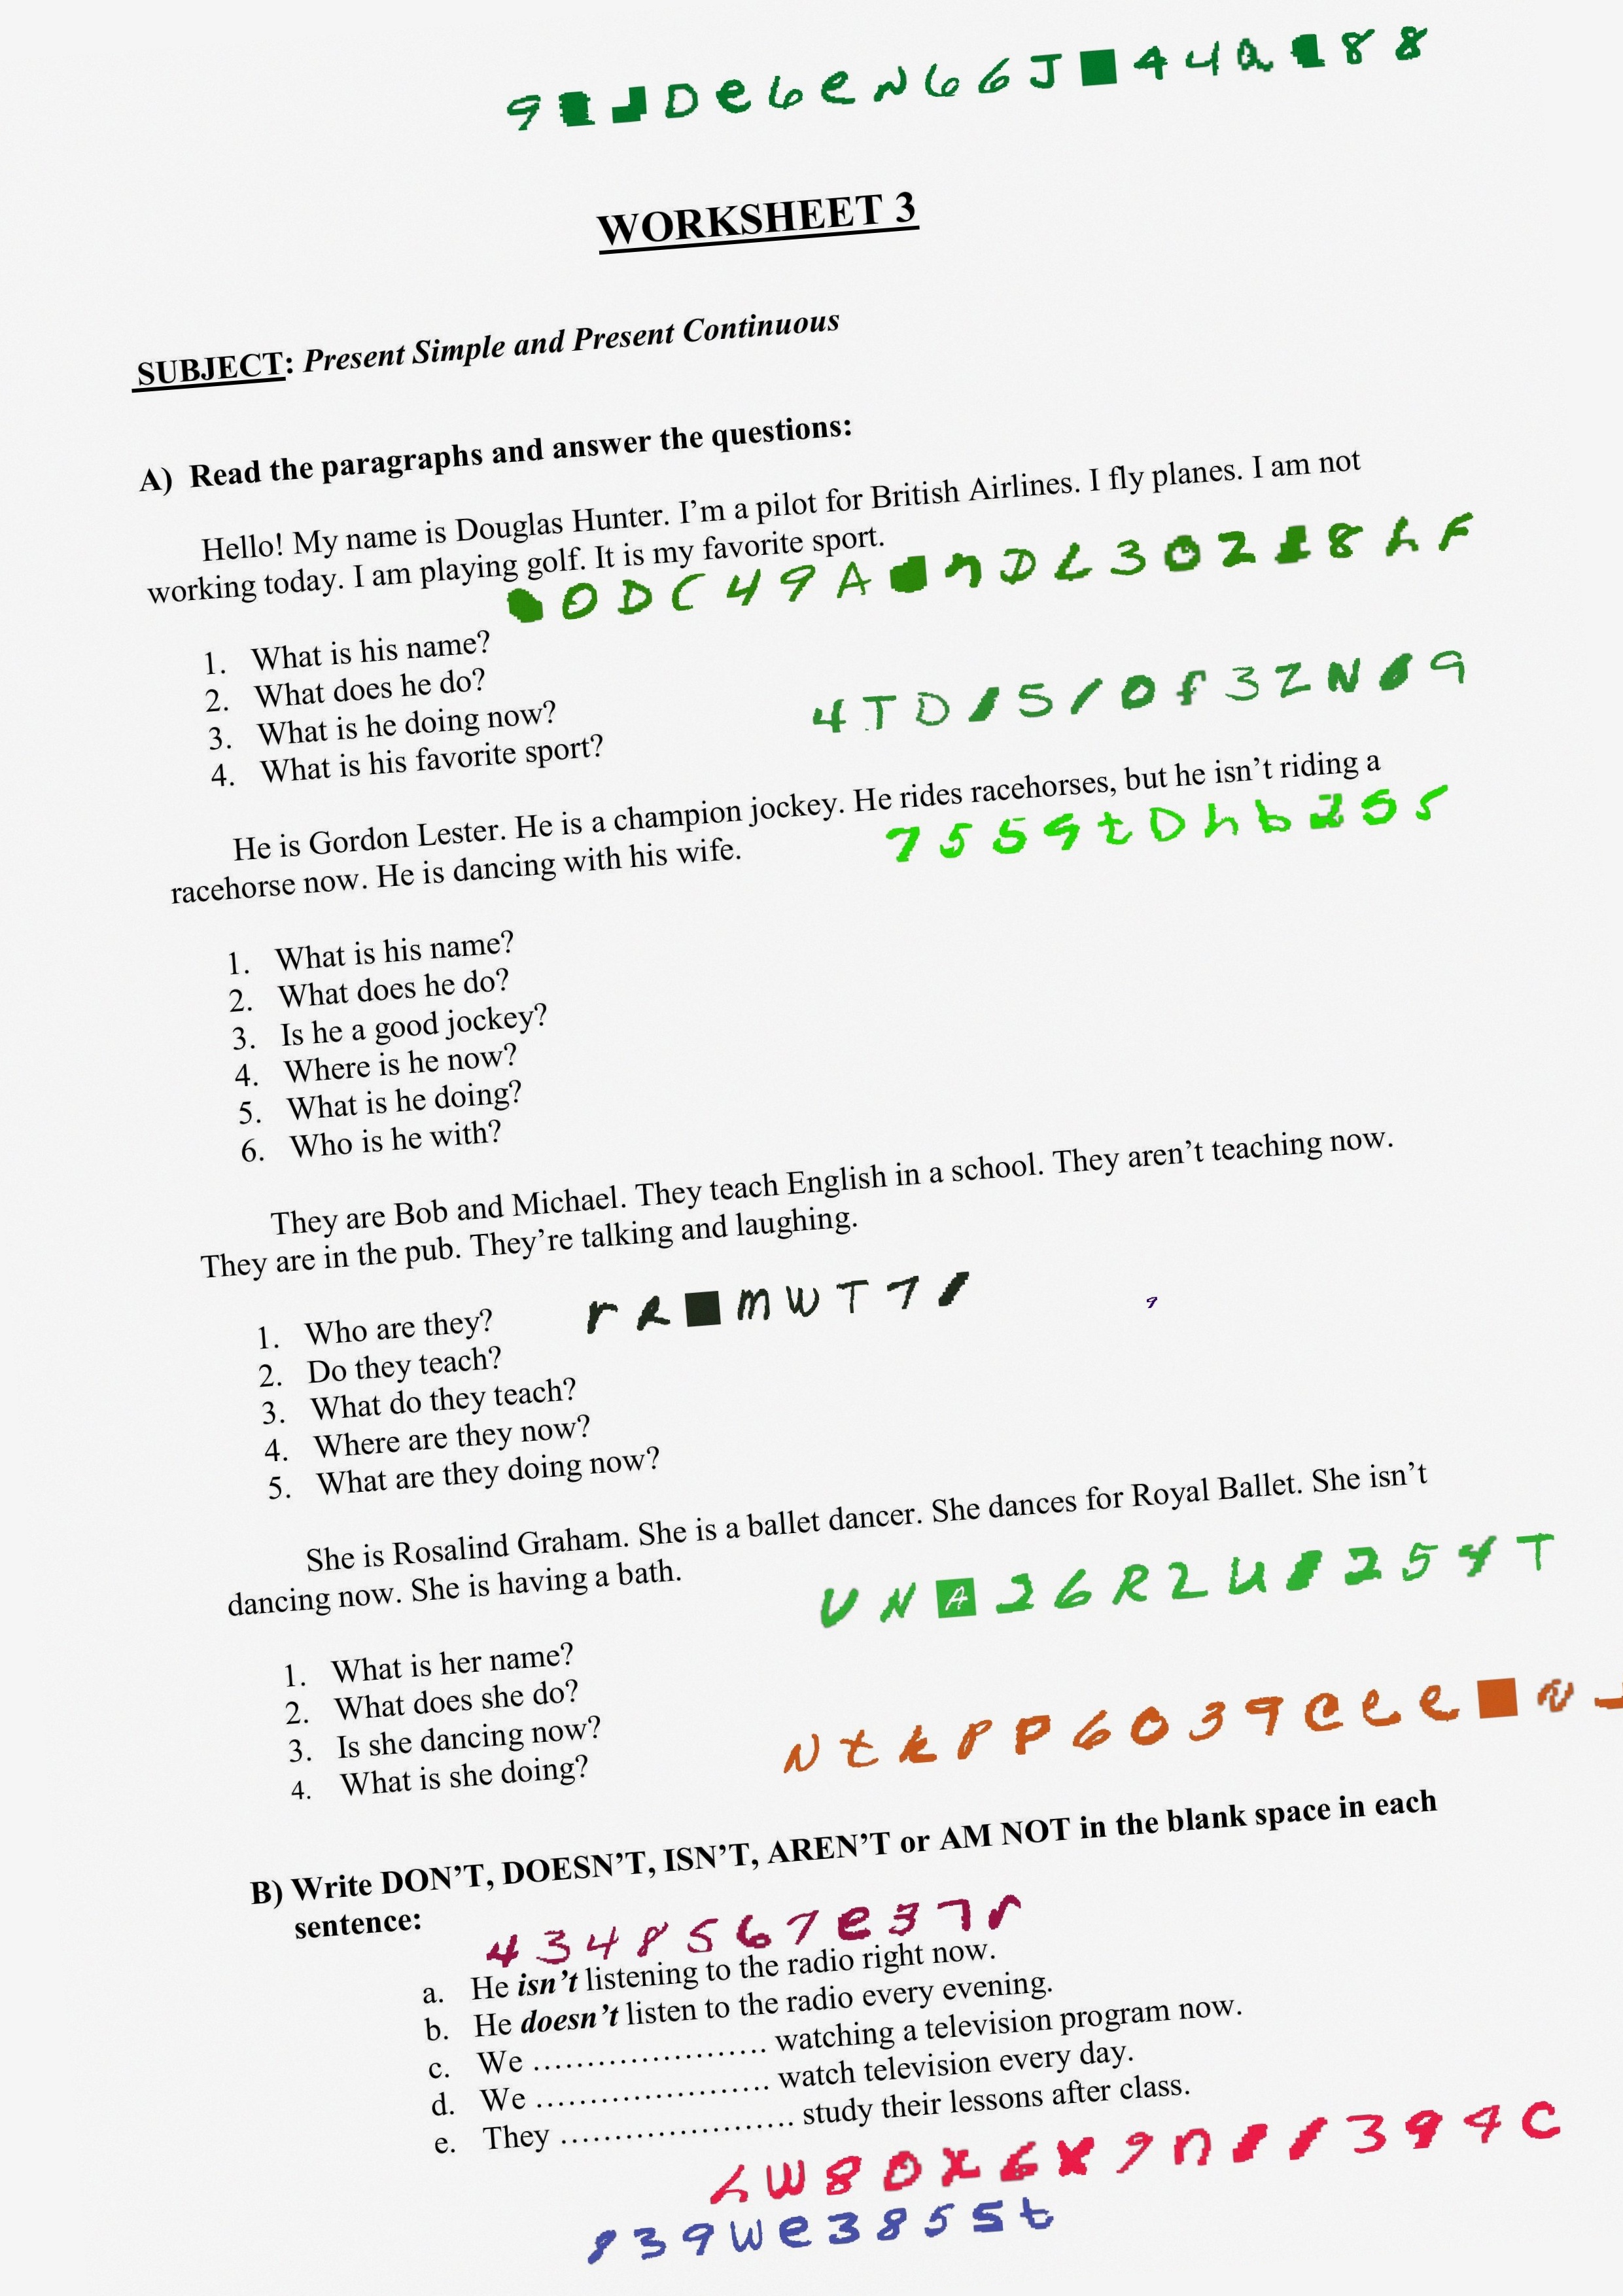 WORKSHEET 3
SUBJECT: Present Simple and Present Continuous
A) Read the paragraphs and answer the questions:
Hello! My name is Douglas Hunter. I’m a pilot for British Airlines. I fly planes. I am not
working today. I am playing golf. It is my favorite sport.
1. What is his name?
2. What does he do?
3. What is he doing now?
4. What is his favorite sport?
He is Gordon Lester. He is a champion jockey. He rides racehorses, but he isn’t riding a
7559tDhbz55
racehorse now. He is dancing with his wife.
1. What is his name?
2. What does he do?
3. Is he a good jockey?
4. Where is he now?
5. What is he doing?
6. Who is he with?
They are Bob and Michael. They teach English in a school. They aren’t teaching now.
They are in the pub. They’re talking and laughing.
1. Who are they?
9
2. Do they teach?
3. What do they teach?
4. Where are they now?
5. What are they doing now?
She is Rosalind Graham. She is a ballet dancer. She dances for Royal Ballet. She isn’t
dancing now. She is having a bath.
1. What is her name?
2. What does she do?
3. Is she dancing now?
4. What is she doing?
B) Write DON’T, DOESN’T, ISN’T, AREN’T or AM NOT in the blank space in each
sentence:
4348567e37r
a. He isn’t listening to the radio right now.
b. He doesn’t listen to the radio every evening.
c. We ...................... watching a television program now.
d. We ...................... watch television every day.
e. They ...................... study their lessons after class.
839We3855t